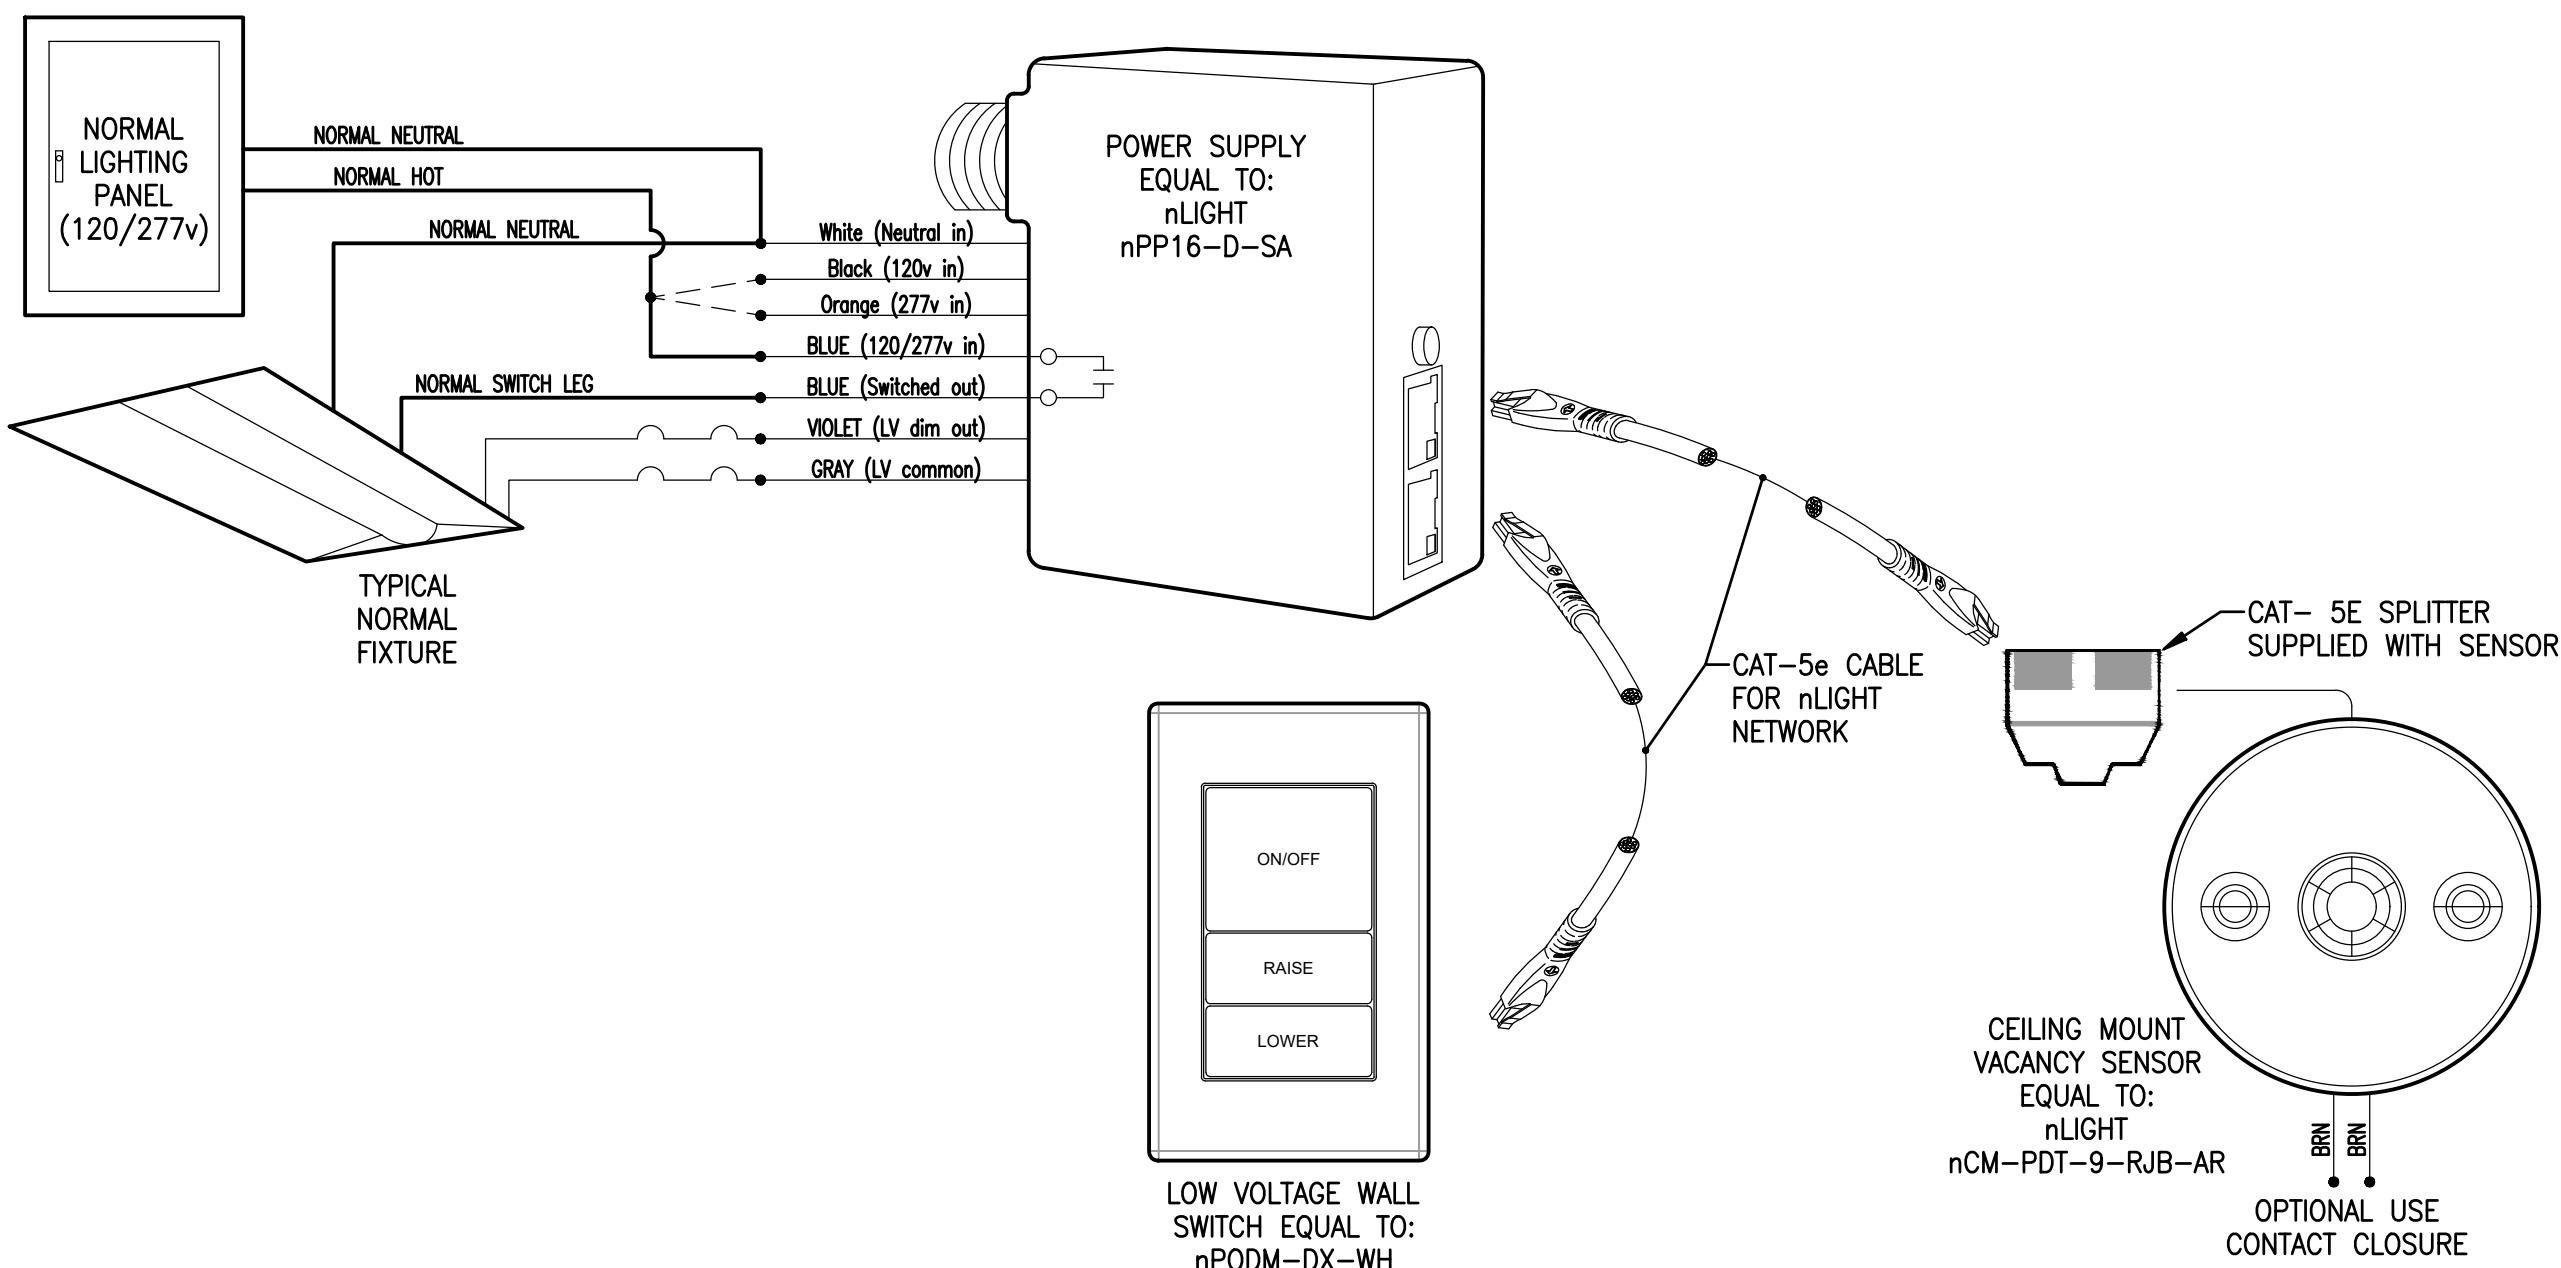 NORMAL
LIGHTING
PANEL
(120/277v)
NORMAL NEUTRAL
NORMAL HOT
NORMAL NEUTRAL
NORMAL SWITCH LEG
TYPICAL
NORMAL
FIXTURE
White (Neutral in)
Black (120v in)
Orange (277v in)
BLUE (120/277v in)
BLUE (Switched out)
VIOLET (LV dim out)
GRAY (LV common)
POWER SUPPLY
EQUAL TO:
nLIGHT
nPP16-D-SA
CAT-5e CABLE
FOR nLIGHT
NETWORK
CAT- 5E SPLITTER
SUPPLIED WITH SENSOR
ON/OFF
RAISE
LOWER
LOW VOLTAGE WALL
SWITCH EQUAL TO:
nPODM-DX-WH
CEILING MOUNT
VACANCY SENSOR
EQUAL TO:
nLIGHT
nCM-PDT-9-RJB-AR
BRN
BRN
OPTIONAL USE
CONTACT CLOSURE